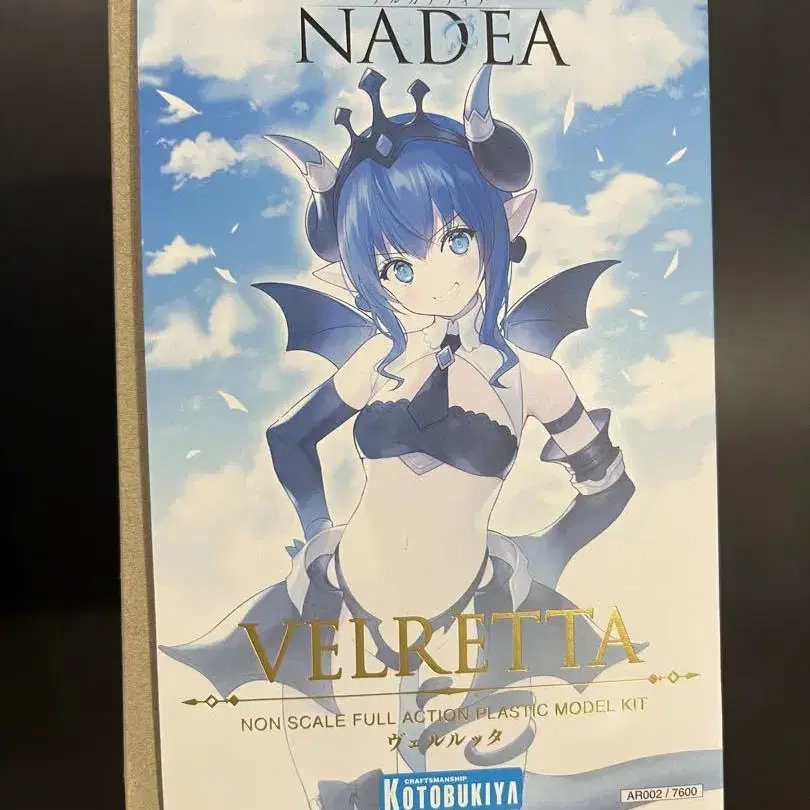 NADEA
VELRETTA
NON SCALE FULL ACTION PLASTIC MODEL KIT
ヴェルルッタ
CRAFTSMANSHIP
KOTOBUKIYA
AR002 / 7600